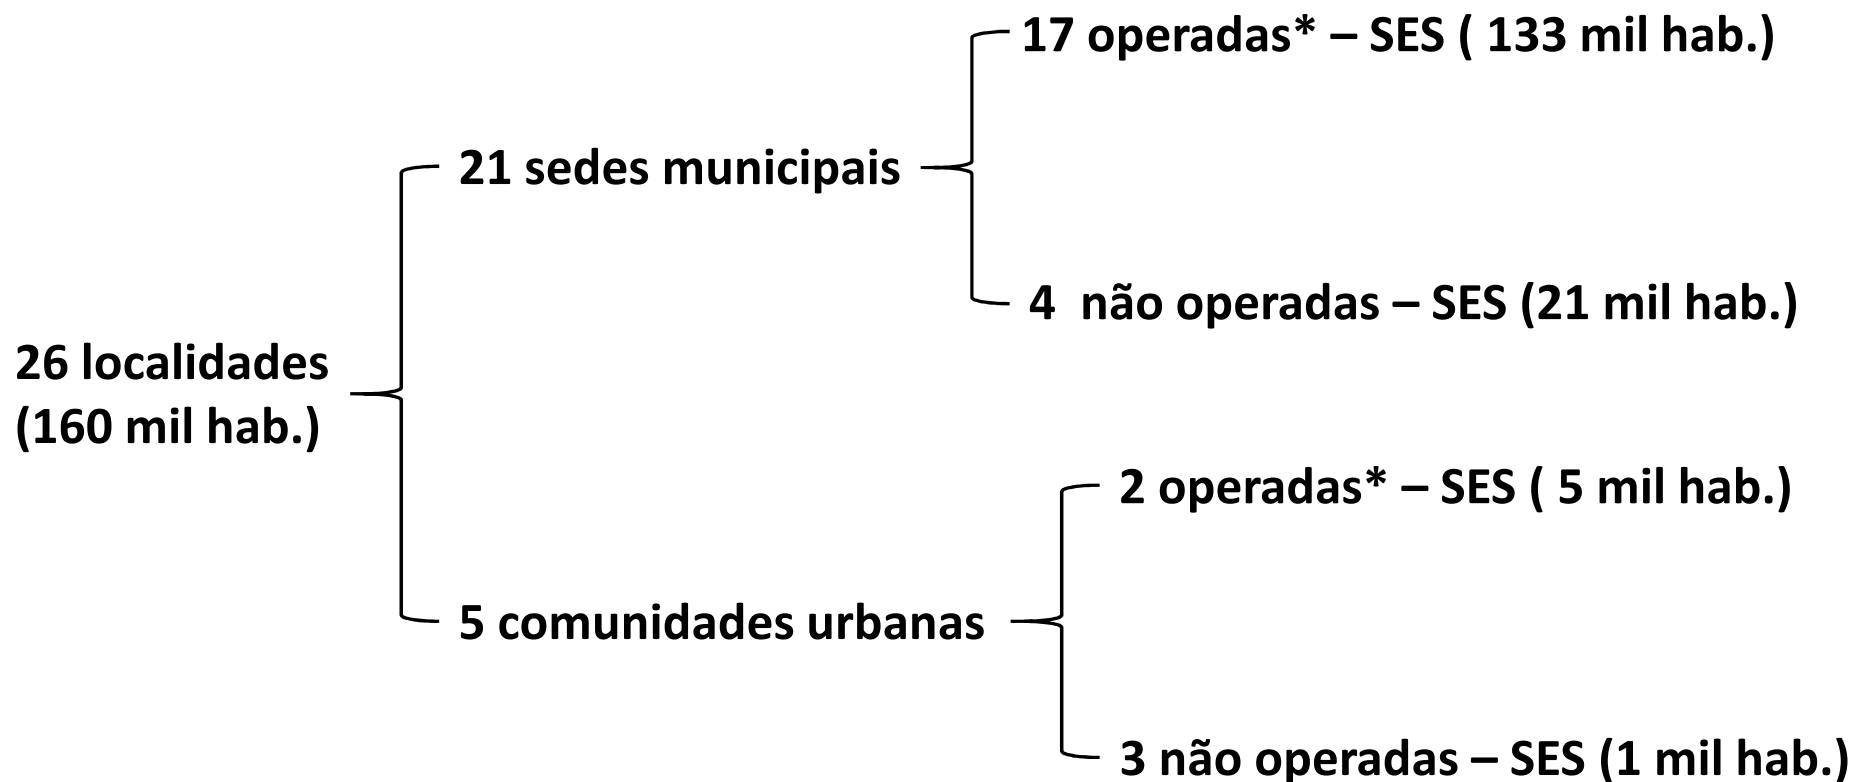 17 operadas* – SES ( 133 mil hab.)
21 sedes municipais
4 não operadas – SES (21 mil hab.)
26 localidades
(160 mil hab.)
2 operadas* – SES ( 5 mil hab.)
5 comunidades urbanas
3 não operadas – SES (1 mil hab.)